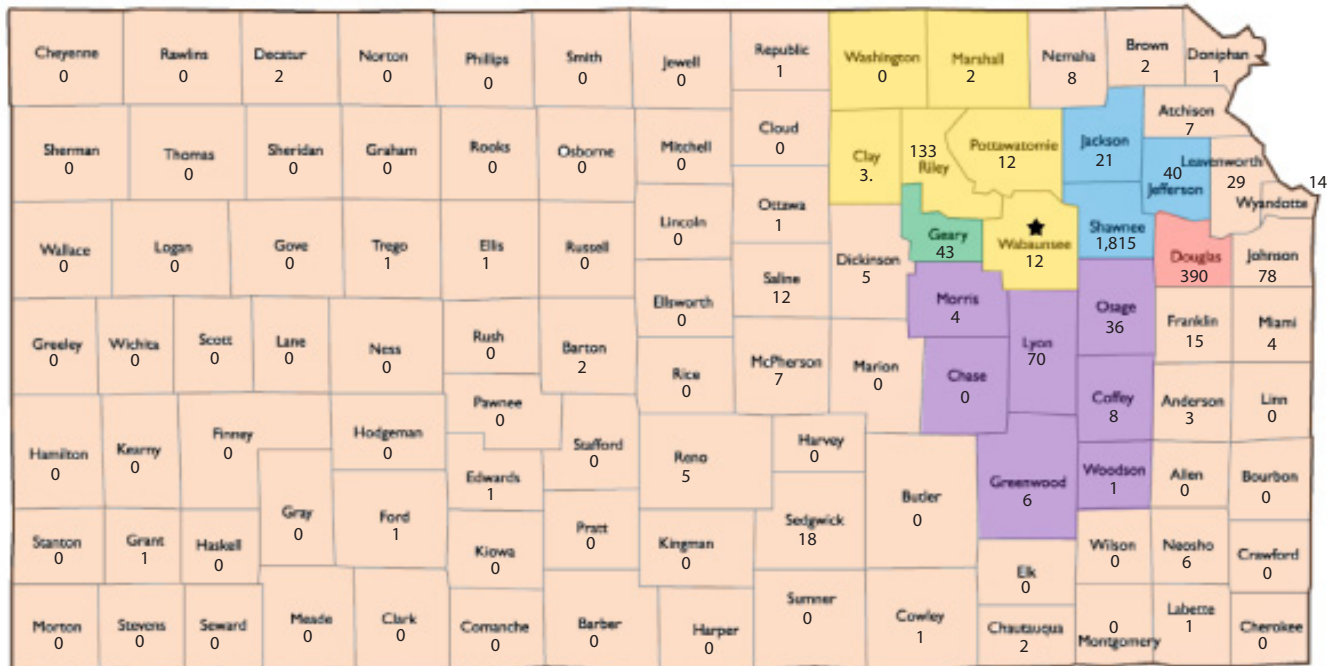 Cheyenne
0
Rawlins
0
Decatur
2
Norton
0
Phillips
0
Smith
0
Jewell
0
Republic
1
Washington
0
Marshall
2
Nemaha
8
Brown
2
Doniphan
1
Sherman
0
Thomas
0
Sheridan
0
Graham
0
Rooks
0
Osborne
0
Mitchell
0
Cloud
0
Clay
3.
133
Riley
Pottawatomie
12
Jackson
21
Atchison
7
40
Jefferson
Leavenworth
29
14
Wyandotte
Wallace
0
Logan
0
Gove
0
Trego
1
Ellis
1
Russell
0
Lincoln
0
Ottawa
1
Saline
12
Dickinson
5
Geary
43
Wabaunsee
12
Shawnee
1,815
Douglas
390
Johnson
78
Greeley
0
Wichita
0
Scott
0
Lane
0
Ness
0
Rush
0
Barton
2
Ellsworth
0
Rice
0
McPherson
7
Marion
0
Morris
4
Chase
0
Lyon
70
Osage
36
Franklin
15
Miami
4
Hamilton
0
Kearny
0
Finney
0
Hodgeman
0
Pawnee
0
Edwards
1
Stafford
0
Reno
5
Harvey
0
Sedgwick
18
Butler
0
Greenwood
6
Coffey
8
Woodson
1
Anderson
3
Linn
0
Allen
0
Bourbon
0
Stanton
0
Grant
1
Haskell
0
Gray
0
Ford
1
Kiowa
0
Pratt
0
Kingman
0
Elk
0
Wilson
0
Neosho
6
Crawford
0
Morton
0
Stevens
0
Seward
0
Meade
0
Clark
0
Comanche
0
Barber
0
Harper
0
Sumner
0
Cowley
1
Chautauqua
2
0
Montgomery
Labette
1
Cherokee
0